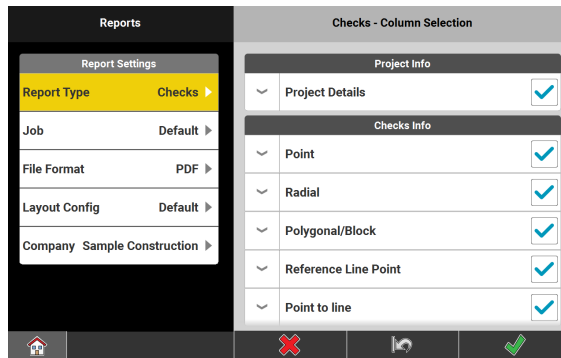 Reports
Checks - Column Selection
Report Settings
Report Type Checks
Job Default
File Format PDF
Layout Config Default
Company Sample Construction
Project Info
Project Details
Checks Info
Point
Radial
Polygonal/Block
Reference Line Point
Point to line